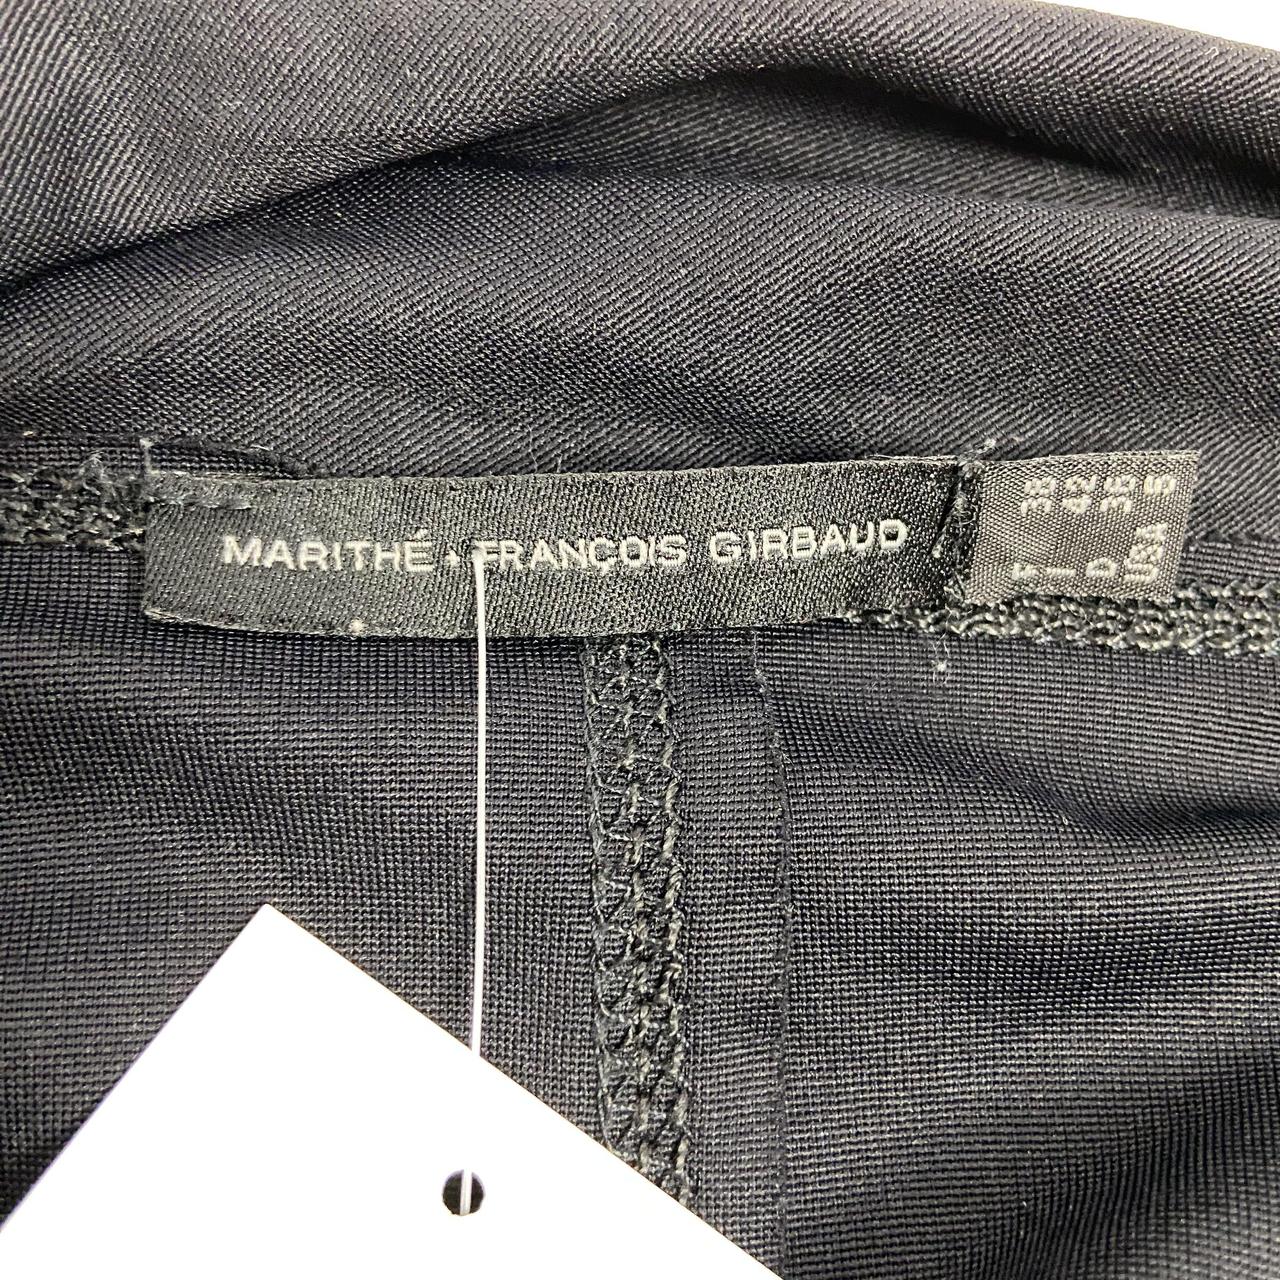 MARITHÉ + FRANÇOIS GIRBAUD
F 38
I 42
D 36
USA S